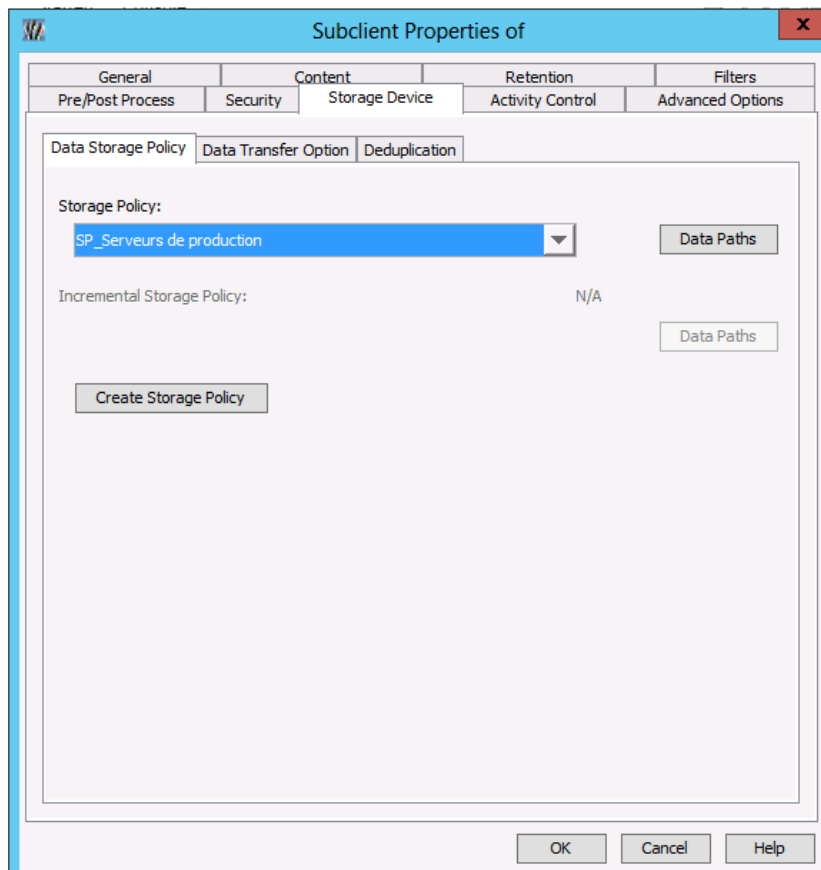 Subclient Properties of
x
General Content Retention Filters
Pre/Post Process Security Storage Device Activity Control Advanced Options
Data Storage Policy Data Transfer Option Deduplication
Storage Policy:
SP_Serveurs de production Data Paths
Incremental Storage Policy: N/A
Data Paths
Create Storage Policy
OK Cancel Help